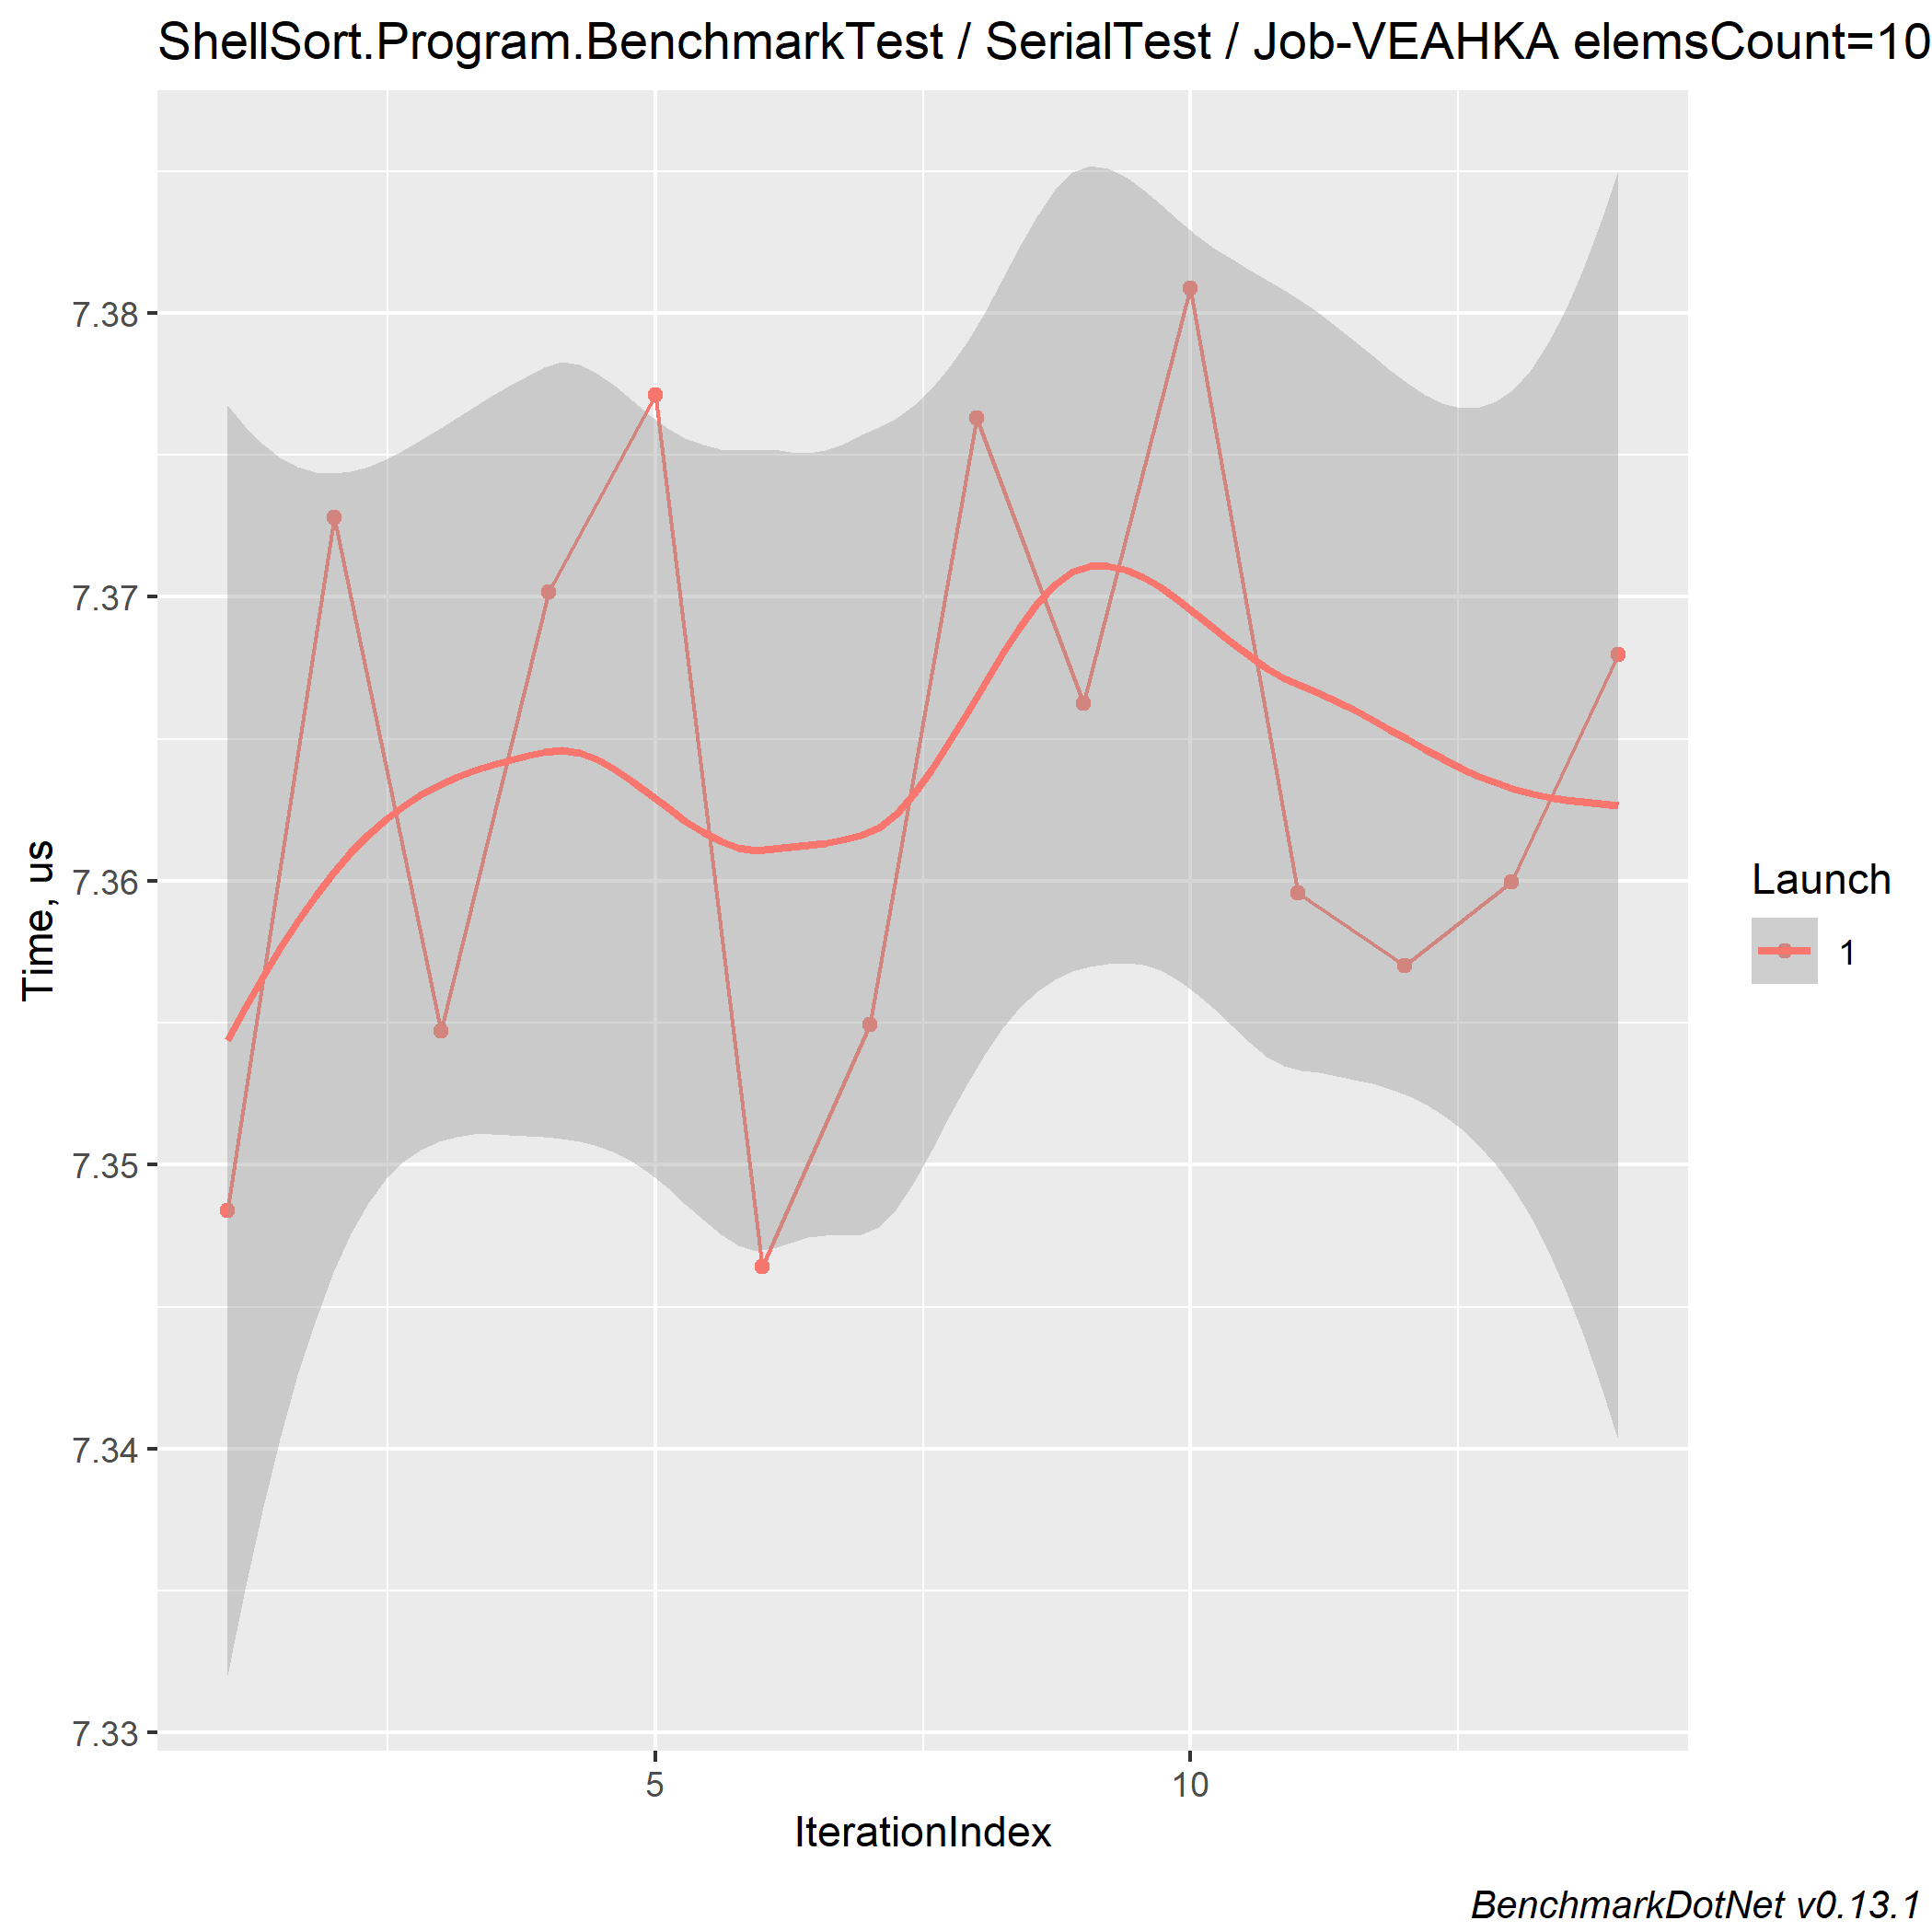 ShellSort.Program.BenchmarkTest / SerialTest / Job-VEAHKA elemsCount=10
7.38
7.37
7.36
7.35
7.34
7.33
Time, us
5
10
IterationIndex
Launch
1
BenchmarkDotNet v0.13.1